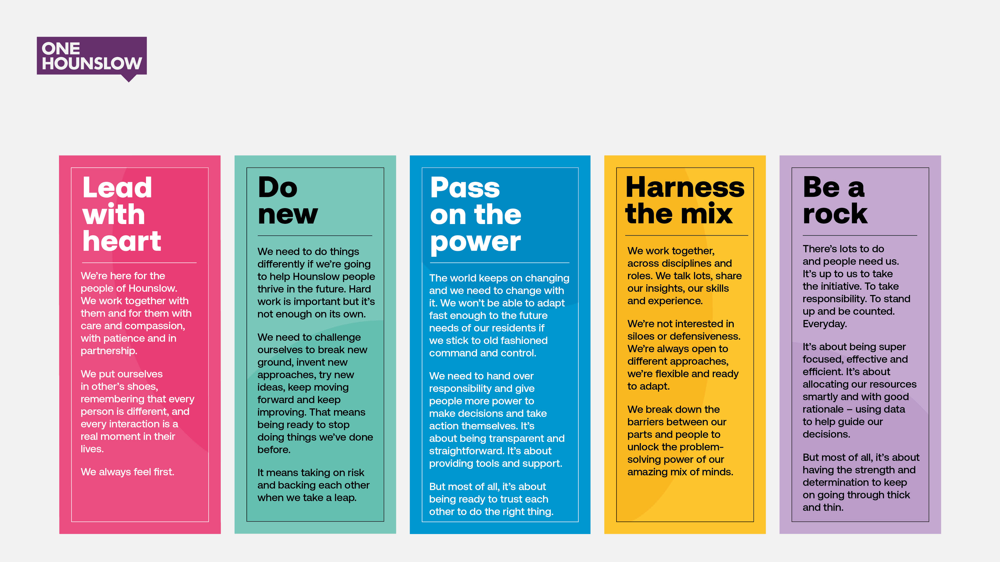 ONE
HOUNSLOW
Lead
with
heart
We’re here for the
people of Hounslow.
We work together with
them and for them with
care and compassion,
with patience and in
partnership.
We put ourselves
in other’s shoes,
remembering that every
person is different, and
every interaction is a
real moment in their
lives.
We always feel first.
Do
new
We need to do things
differently if we’re going
to help Hounslow people
thrive in the future. Hard
work is important but it’s
not enough on its own.
We need to challenge
ourselves to break new
ground, invent new
approaches, try new
ideas, keep moving
forward and keep
improving. That means
being ready to stop
doing things we’ve done
before.
It means taking on risk
and backing each other
when we take a leap.
Pass
on the
power
The world keeps on changing
and we need to change with
it. We won’t be able to adapt
fast enough to the future
needs of our residents if
we stick to old fashioned
command and control.
We need to hand over
responsibility and give
people more power to
make decisions and take
action themselves. It’s
about being transparent and
straightforward. It’s about
providing tools and support.
But most of all, it’s about
being ready to trust each
other to do the right thing.
Harness
the mix
We work together,
across disciplines and
roles. We talk lots, share
our insights, our skills
and experience.
We’re not interested in
siloes or defensiveness.
We’re always open to
different approaches,
we’re flexible and ready
to adapt.
We break down the
barriers between our
parts and people to
unlock the problem-
solving power of our
amazing mix of minds.
Be a
rock
There’s lots to do
and people need us.
It’s up to us to take
the initiative. To take
responsibility. To stand
up and be counted.
Everyday.
It’s about being super
focused, effective and
efficient. It’s about
allocating our resources
smartly and with good
rationale – using data
to help guide our
decisions.
But most of all, it’s about
having the strength and
determination to keep
on going through thick
and thin.